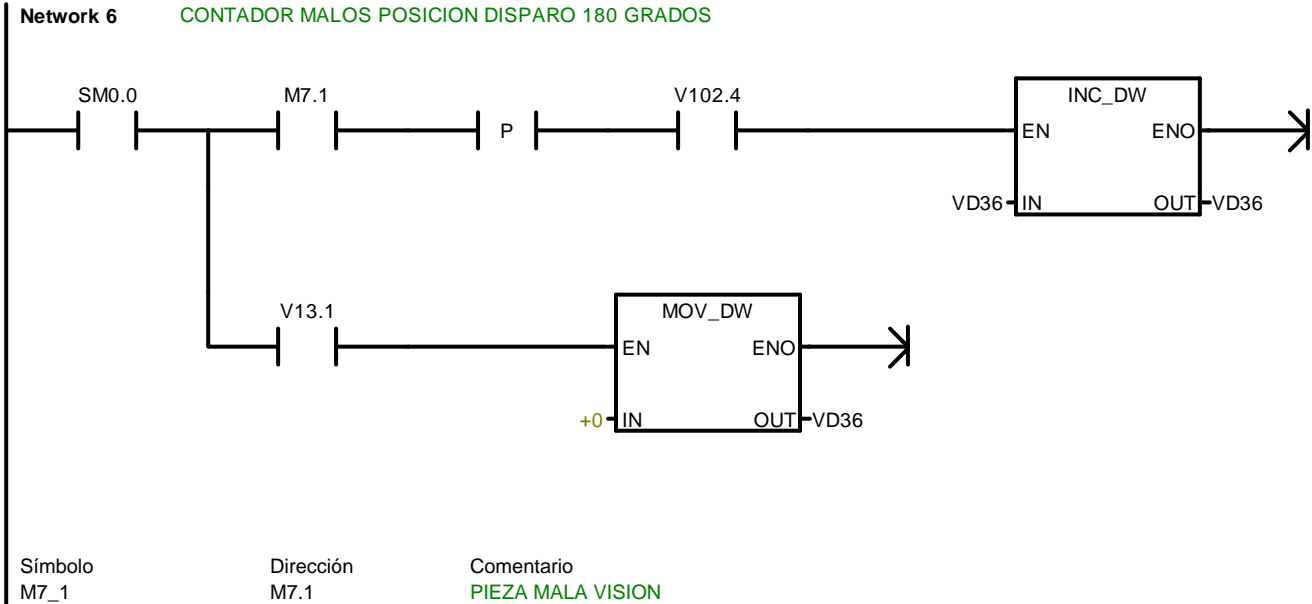 Network 6 CONTADOR MALOS POSICION DISPARO 180 GRADOS
SM0.0 M7.1 V102.4 INC_DW
P EN ENO
VD36 IN OUT VD36
V13.1 MOV_DW
EN ENO
+0 IN OUT VD36
Símbolo Dirección Comentario
M7_1 M7.1 PIEZA MALA VISION